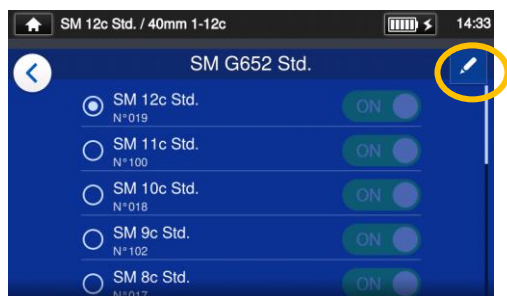 SM 12c Std. / 40mm 1-12c 14:33
SM G652 Std.
SM 12c Std. ON
N°019
SM 11c Std. ON
N°100
SM 10c Std. ON
N°018
SM 9c Std. ON
N°102
SM 8c Std. ON
N°017